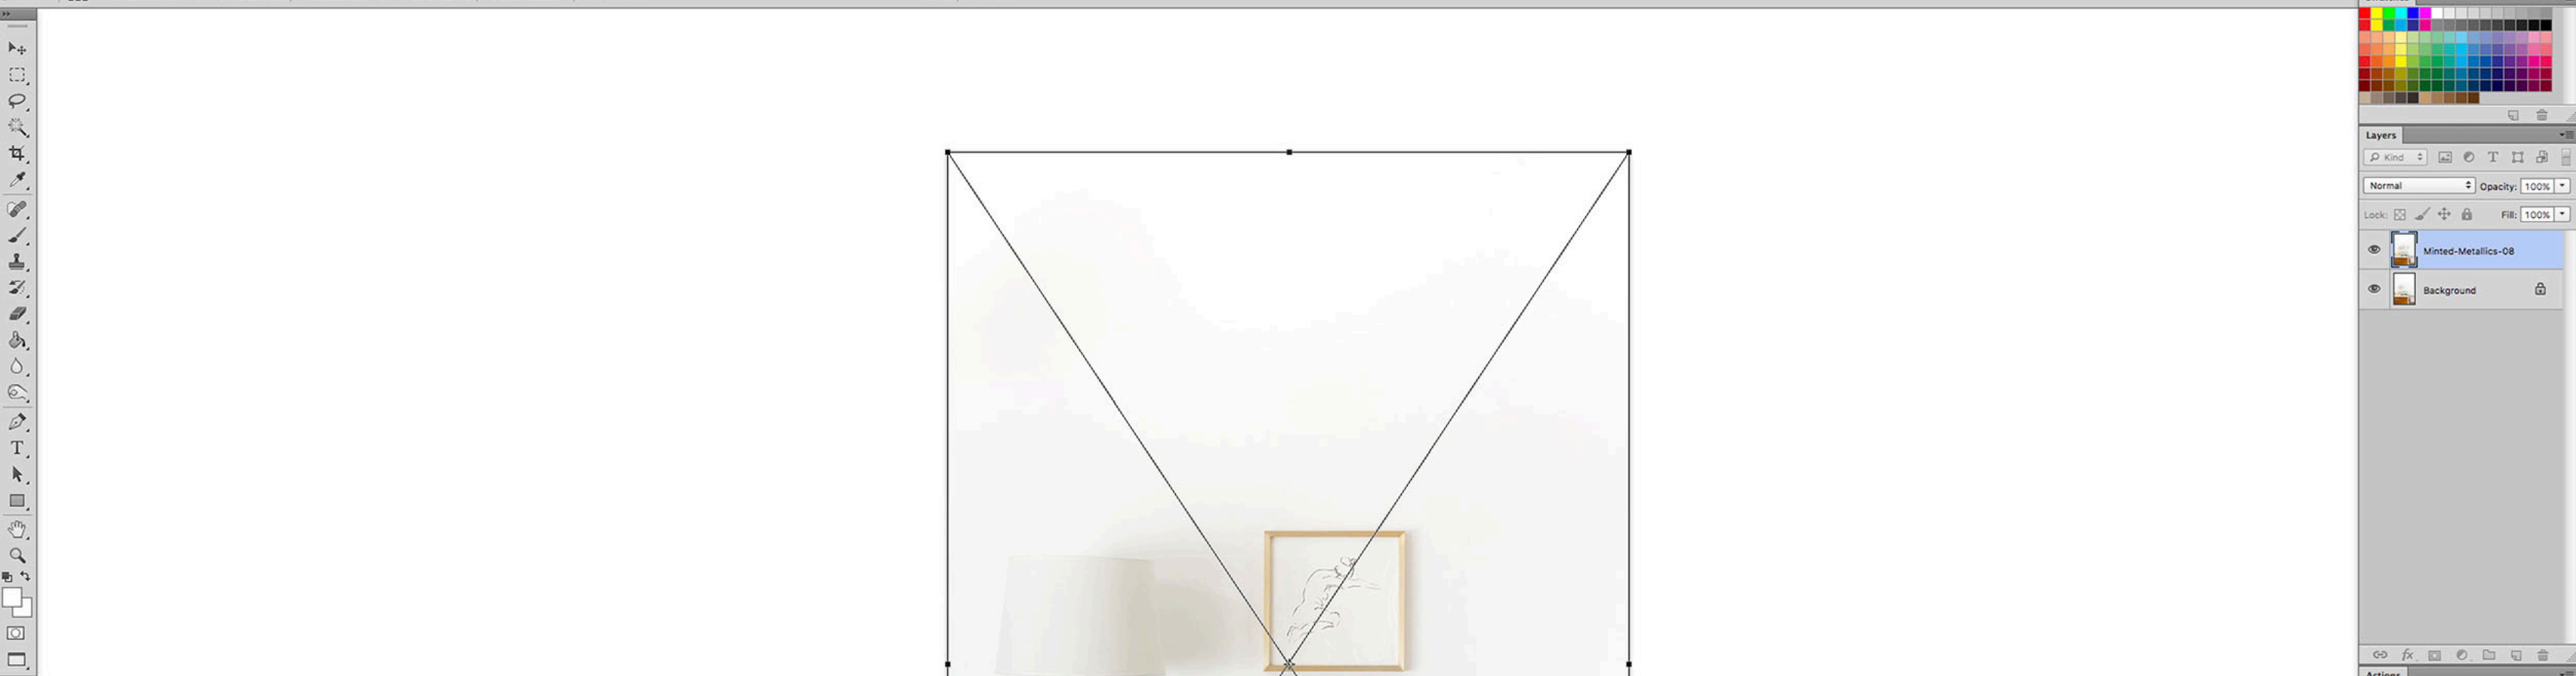 Layers
Kind
Normal
Opacity: 100%
Lock:
Fill: 100%
Minted-Metallics-08
Background
Actions